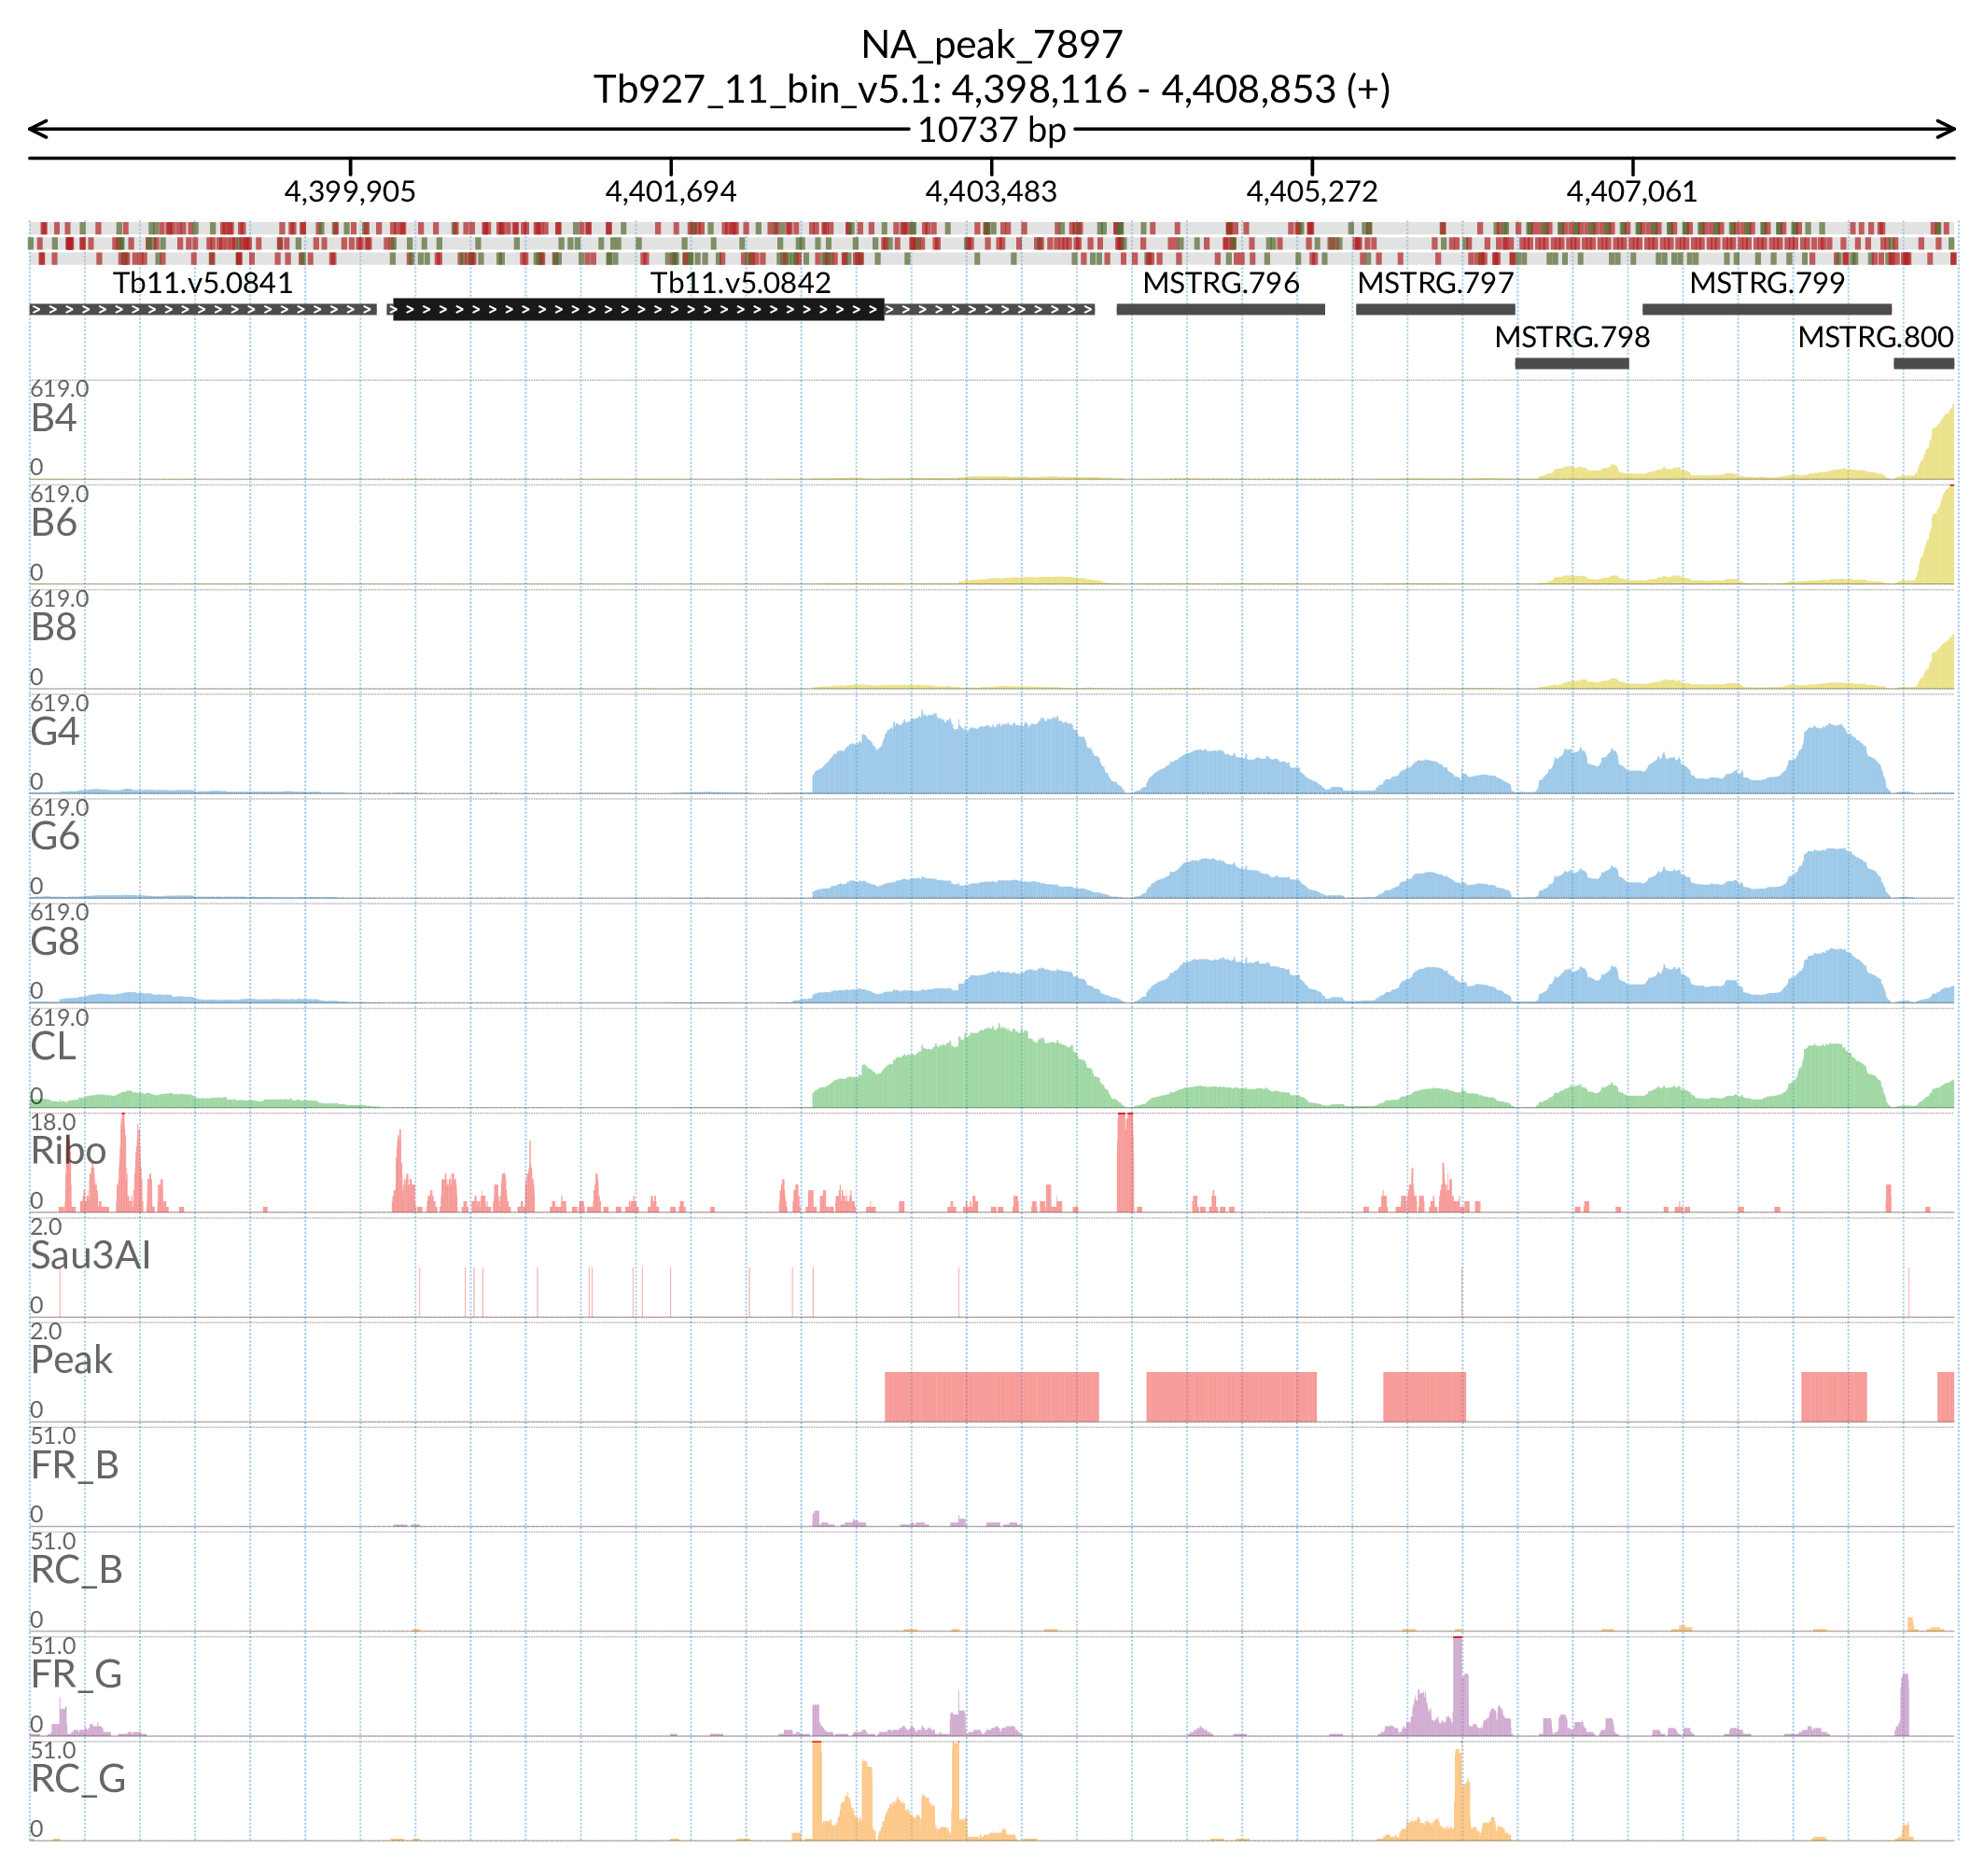 NA_peak_7897
Tb927_11_bin_v5.1: 4,398,116 - 4,408,853 (+)
10737 bp
4,399,905 4,401,694 4,403,483 4,405,272 4,407,061
Tb11.v5.0841 Tb11.v5.0842 MSTRG.796 MSTRG.797 MSTRG.799
MSTRG.798 MSTRG.800
619.0
B4
0
619.0
B6
0
619.0
B8
0
619.0
G4
0
619.0
G6
0
619.0
G8
0
619.0
CL
0
18.0
Ribo
0
2.0
Sau3AI
0
2.0
Peak
0
51.0
FR_B
0
51.0
RC_B
0
51.0
FR_G
0
51.0
RC_G
0